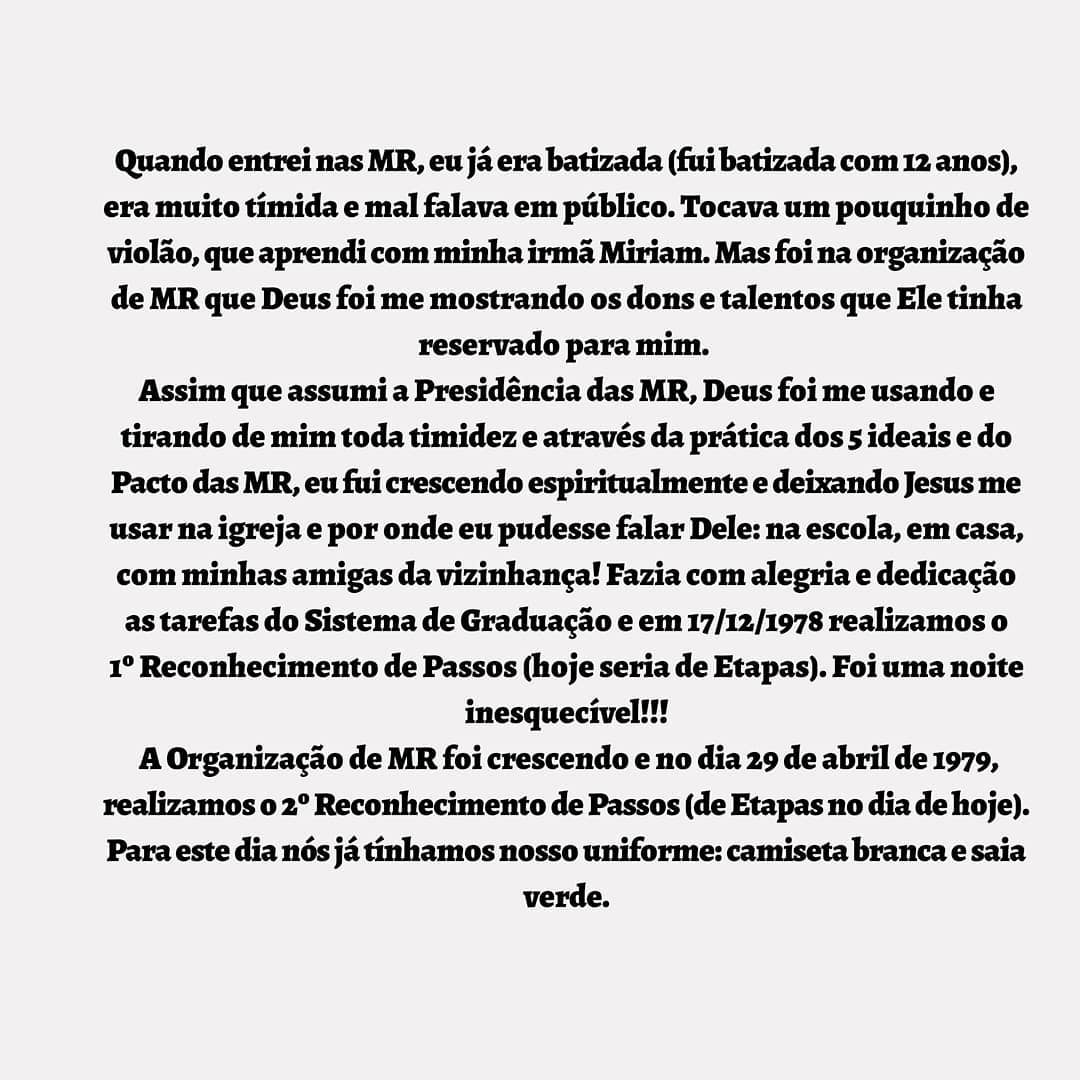 Quando entrei nas MR, eu já era batizada (fui batizada com 12 anos),
era muito tímida e mal falava em público. Tocava um pouquinho de
violão, que aprendi com minha irmã Miriam. Mas foi na organização
de MR que Deus foi me mostrando os dons e talentos que Ele tinha
reservado para mim.
Assim que assumi a Presidência das MR, Deus foi me usando e
tirando de mim toda timidez e através da prática dos 5 ideais e do
Pacto das MR, eu fui crescendo espiritualmente e deixando Jesus me
usar na igreja e por onde eu pudesse falar Dele: na escola, em casa,
com minhas amigas da vizinhança! Fazia com alegria e dedicação
as tarefas do Sistema de Graduação e em 17/12/1978 realizamos o
1º Reconhecimento de Passos (hoje seria de Etapas). Foi uma noite
inesquecível!!!
A Organização de MR foi crescendo e no dia 29 de abril de 1979,
realizamos o 2º Reconhecimento de Passos (de Etapas no dia de hoje).
Para este dia nós já tínhamos nosso uniforme: camiseta branca e saia
verde.